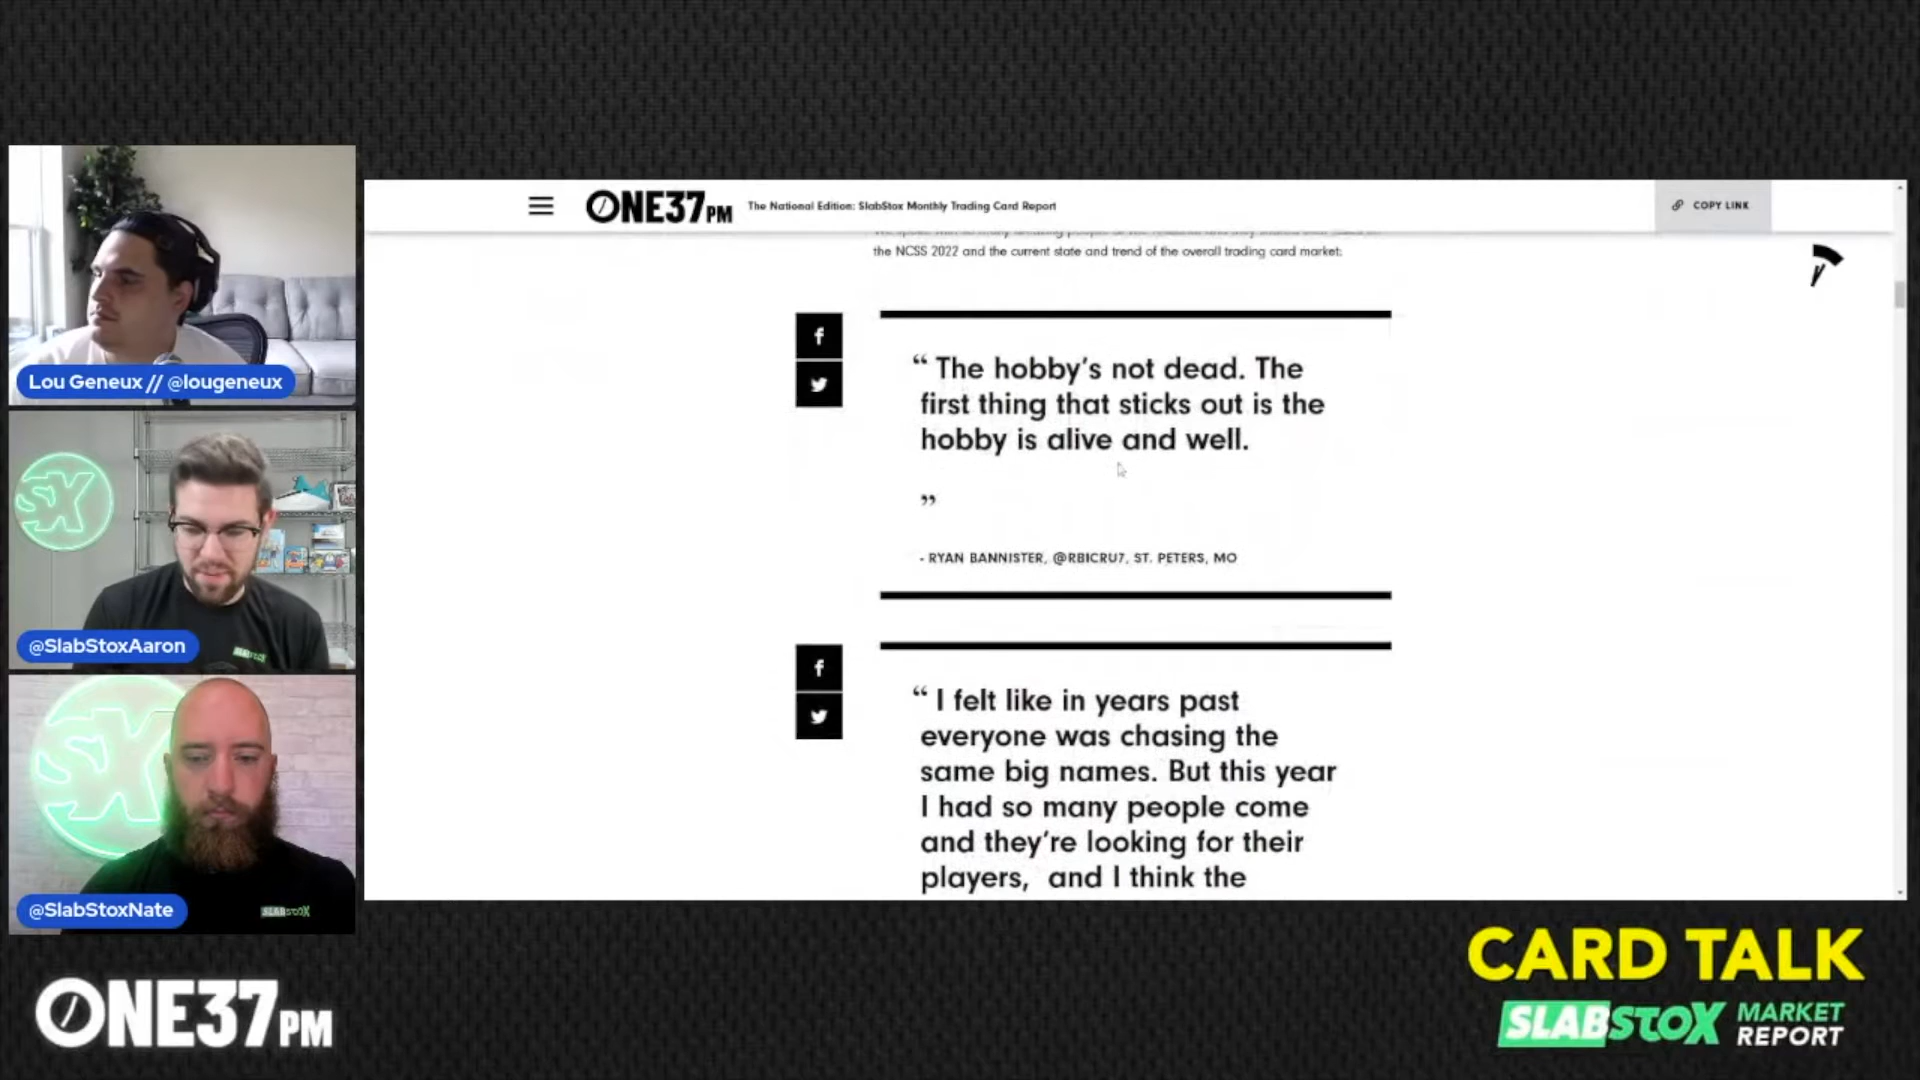 ONE37PM
The National Edition: SlabStox Monthly Trading Card Report
COPY LINK
the NCSS 2022 and the current state and trend of the overall trading card market:
“ The hobby’s not dead. The
first thing that sticks out is the
hobby is alive and well.
”
- RYAN BANNISTER, @RBICRU7, ST. PETERS, MO
“ I felt like in years past
everyone was chasing the
same big names. But this year
I had so many people come
and they’re looking for their
players, and I think the
Lou Geneux // @lougeneux
SX
SLABSTOX
@SlabStoxAaron
SX
SLABSTOX
@SlabStoxNate
ONE37PM
CARD TALK
SLABSTOX
MARKET
REPORT